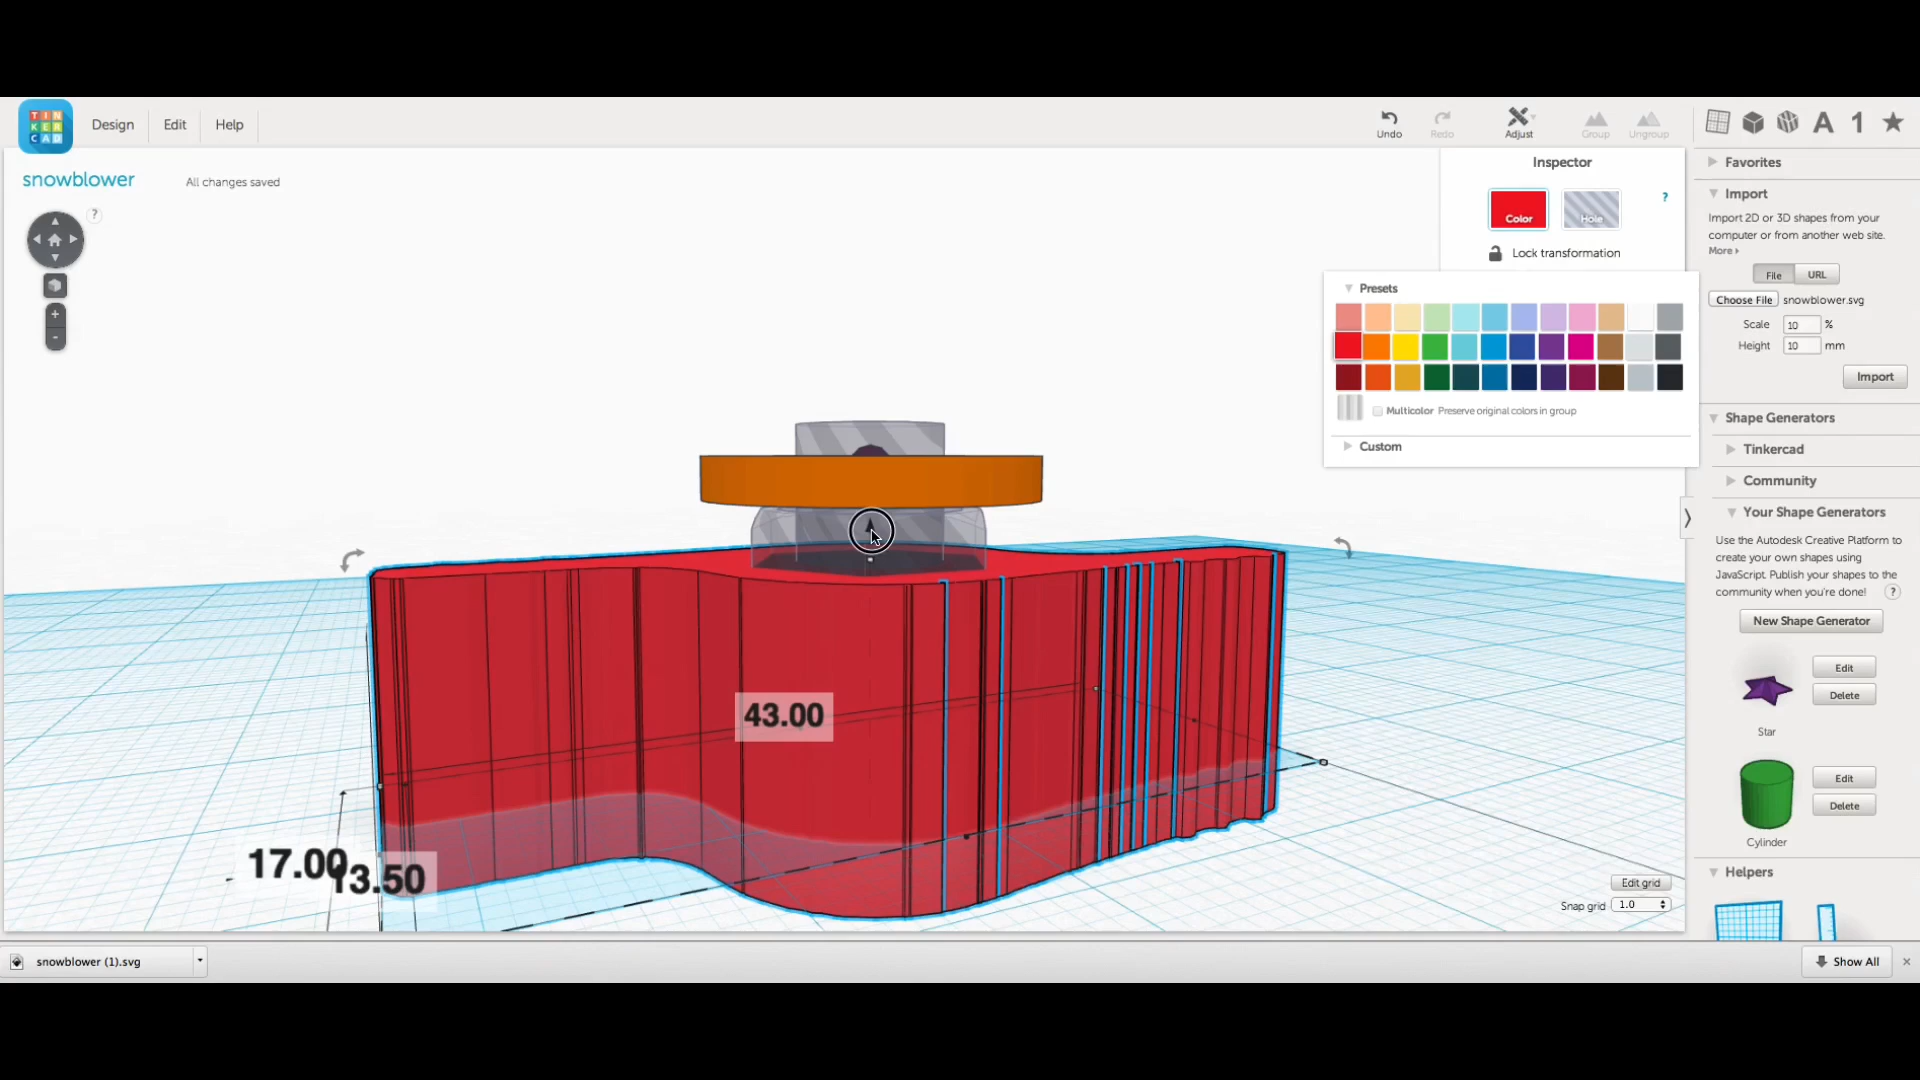 TIN
KER
CAD
Design
Edit
Help
Undo
Redo
Adjust
Group
Ungroup
A
1
snowblower
All changes saved
?
+
-
Inspector
Color
Hole
?
Lock transformation
Presets
Multicolor Preserve original colors in group
Custom
Favorites
Import
Import 2D or 3D shapes from your
computer or from another web site.
More
File
URL
Choose File snowblower.svg
Scale 10 %
Height 10 mm
Import
Shape Generators
Tinkercad
Community
Your Shape Generators
Use the Autodesk Creative Platform to
create your own shapes using
JavaScript. Publish your shapes to the
community when you're done! ?
New Shape Generator
Edit
Delete
Star
Edit
Delete
Cylinder
Helpers
43.00
17.00
13.50
Edit grid
Snap grid 1.0
snowblower (1).svg
Show All